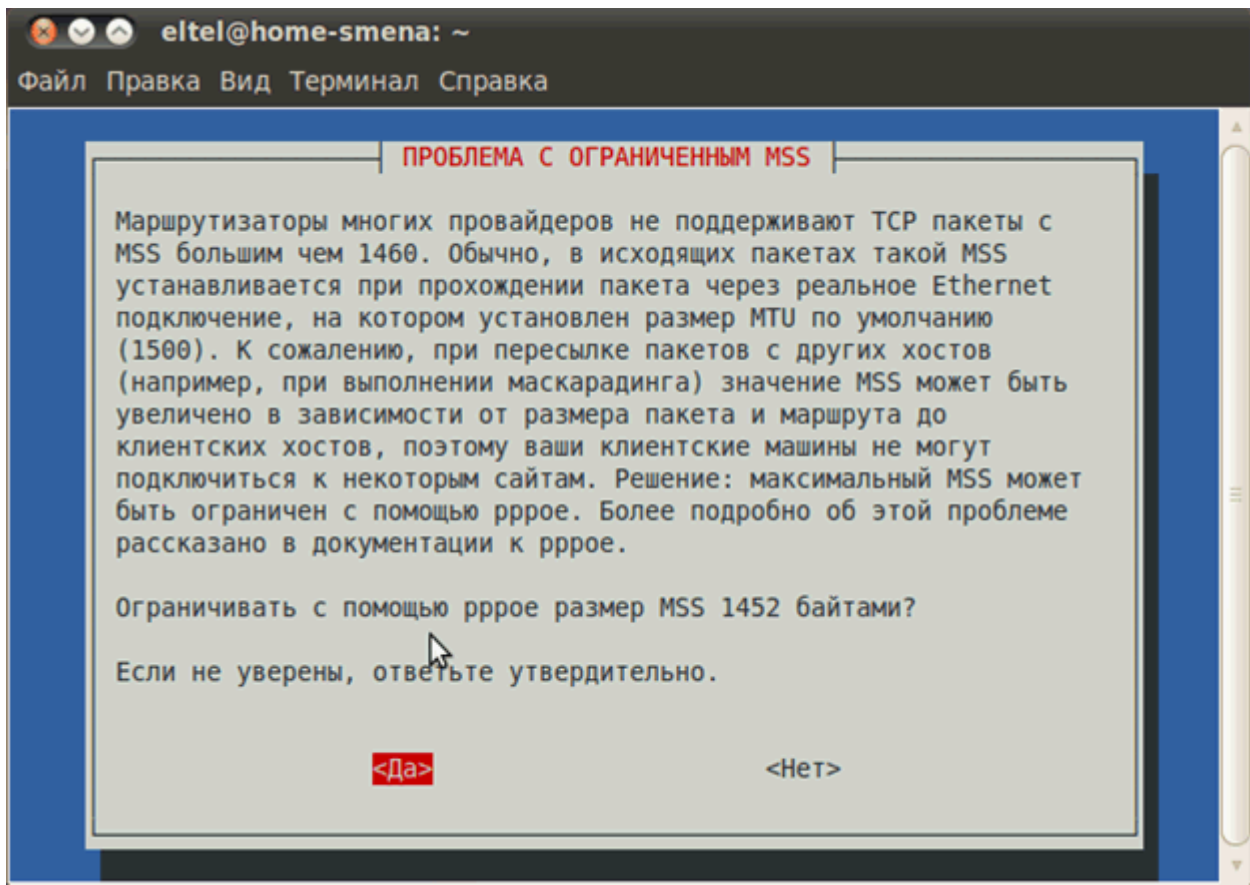 eltel@home-smena: ~
Файл Правка Вид Терминал Справка
ПРОБЛЕМА С ОГРАНИЧЕННЫМ MSS
Маршрутизаторы многих провайдеров не поддерживают TCP пакеты с
MSS большим чем 1460. Обычно, в исходящих пакетах такой MSS
устанавливается при прохождении пакета через реальное Ethernet
подключение, на котором установлен размер MTU по умолчанию
(1500). К сожалению, при пересылке пакетов с других хостов
(например, при выполнении маскарадинга) значение MSS может быть
увеличено в зависимости от размера пакета и маршрута до
клиентских хостов, поэтому ваши клиентские машины не могут
подключиться к некоторым сайтам. Решение: максимальный MSS может
быть ограничен с помощью pppoe. Более подробно об этой проблеме
рассказано в документации к pppoe.
Ограничивать с помощью pppoe размер MSS 1452 байтами?
Если не уверены, ответьте утвердительно.
<Да> <Нет>